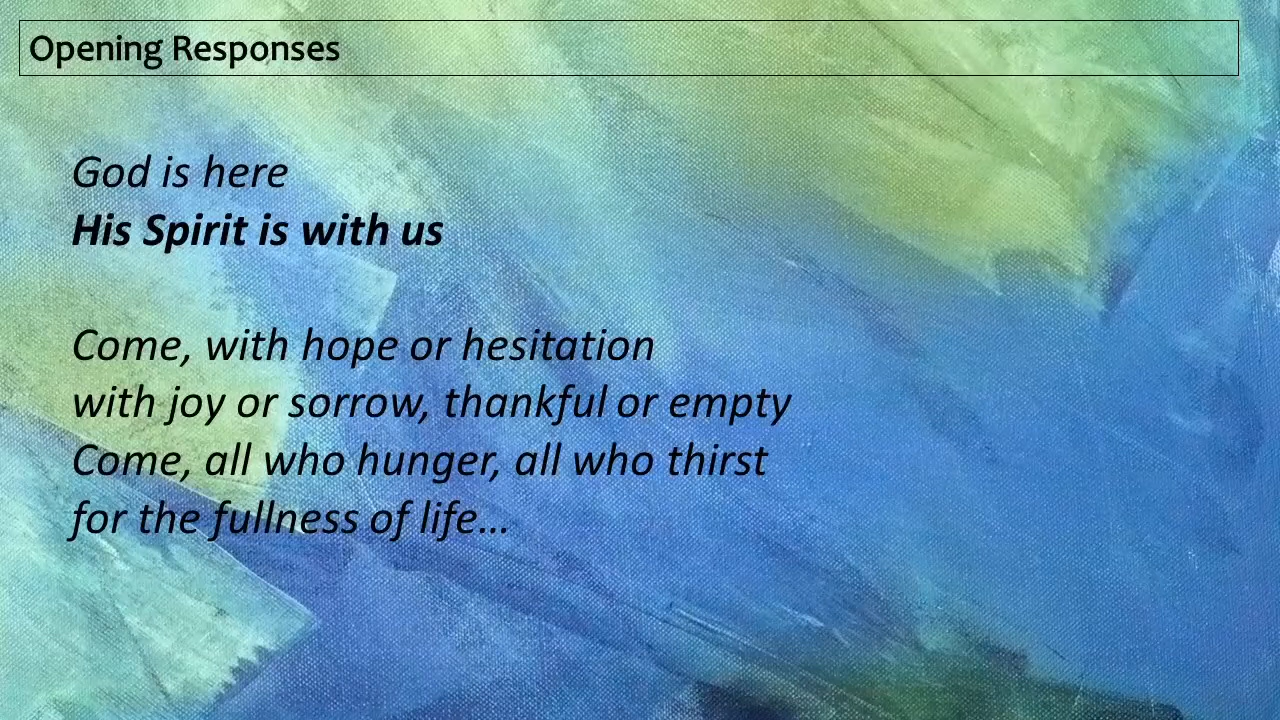 Opening Responses
God is here
His Spirit is with us
Come, with hope or hesitation
with joy or sorrow, thankful or empty
Come, all who hunger, all who thirst
for the fullness of life...